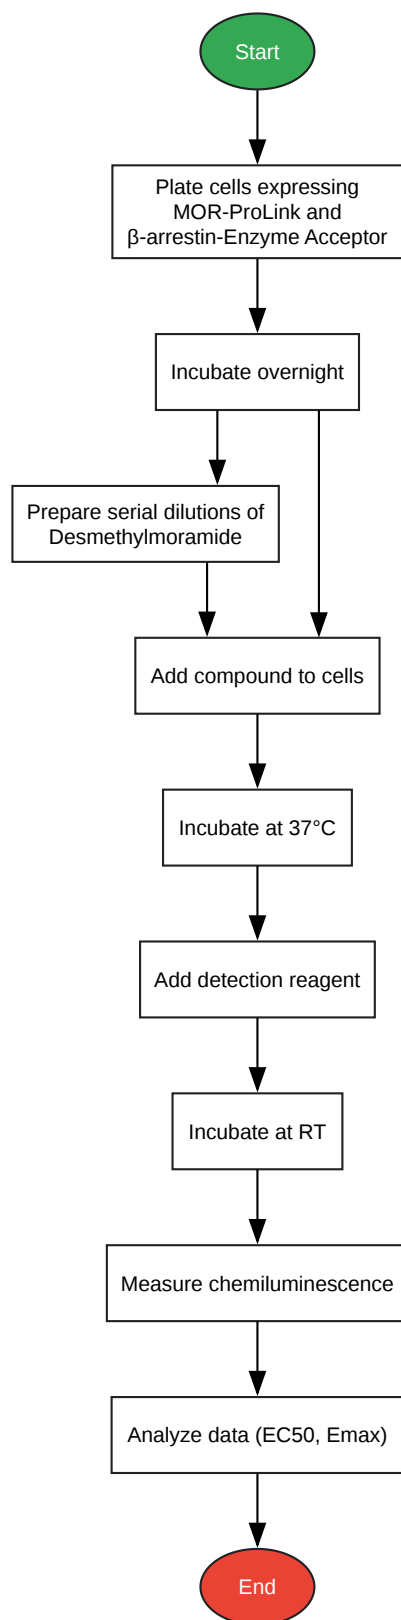 Start
Plate cells expressing
MOR-ProLink and
β-arrestin-Enzyme Acceptor
Incubate overnight
Prepare serial dilutions of
Desmethylmoramide
Add compound to cells
Incubate at 37°C
Add detection reagent
Incubate at RT
Measure chemiluminescence
Analyze data (EC50, Emax)
End